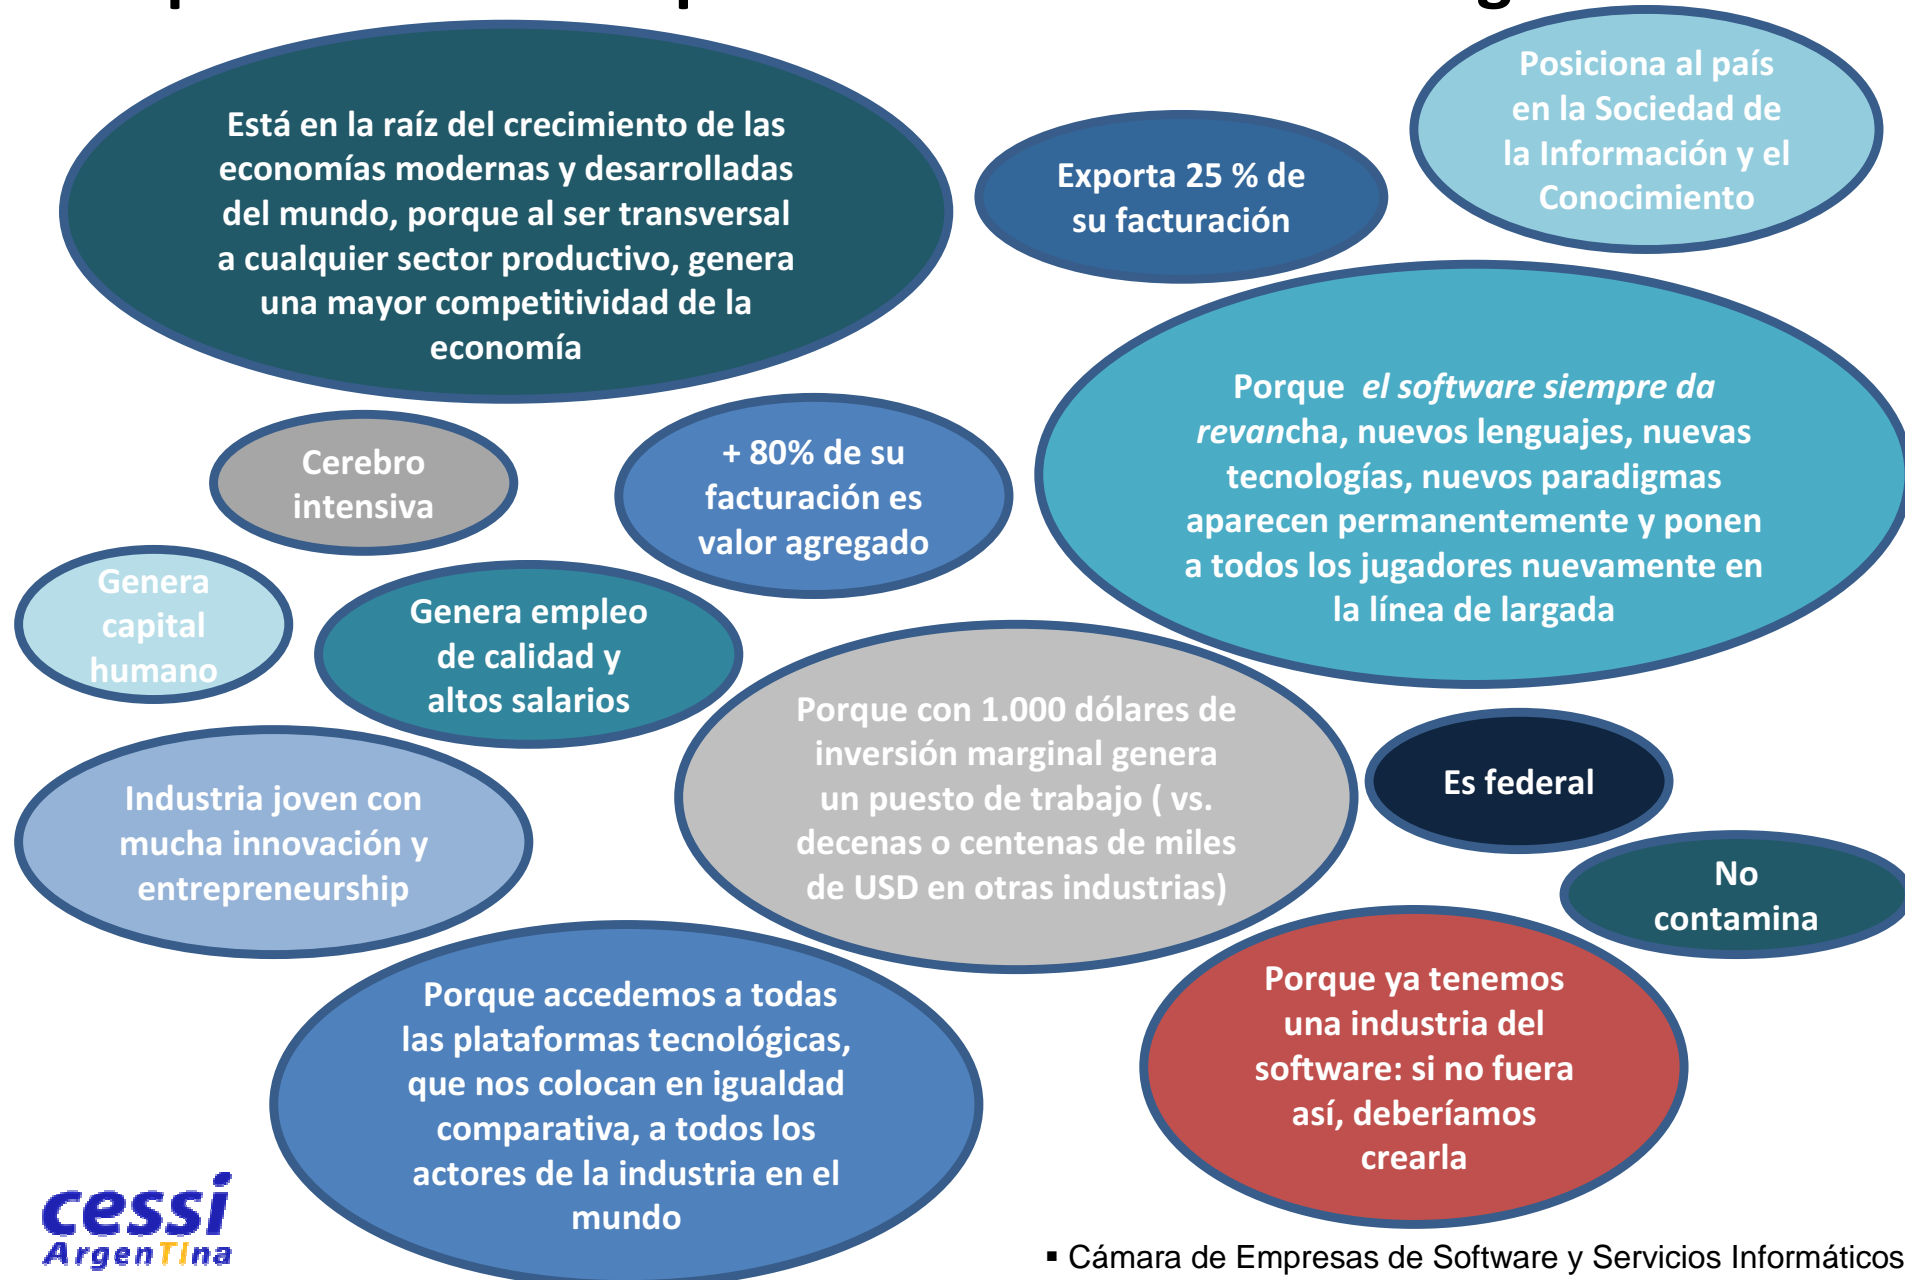 Está en la raíz del crecimiento de las
economías modernas y desarrolladas
del mundo, porque al ser transversal
a cualquier sector productivo, genera
una mayor competitividad de la
economía
Exporta 25 % de
su facturación
Posiciona al país
en la Sociedad de
la Información y el
Conocimiento
Porque el software siempre da
revancha, nuevos lenguajes, nuevas
tecnologías, nuevos paradigmas
aparecen permanentemente y ponen
a todos los jugadores nuevamente en
la línea de largada
Cerebro
intensiva
+ 80% de su
facturación es
valor agregado
Genera
capital
humano
Genera empleo
de calidad y
altos salarios
Porque con 1.000 dólares de
inversión marginal genera
un puesto de trabajo ( vs.
decenas o centenas de miles
de USD en otras industrias)
Es federal
Industria joven con
mucha innovación y
entrepreneurship
No
contamina
Porque accedemos a todas
las plataformas tecnológicas,
que nos colocan en igualdad
comparativa, a todos los
actores de la industria en el
mundo
Porque ya tenemos
una industria del
software: si no fuera
así, deberíamos
crearla
cessi
ArgenTIna
▪ Cámara de Empresas de Software y Servicios Informáticos